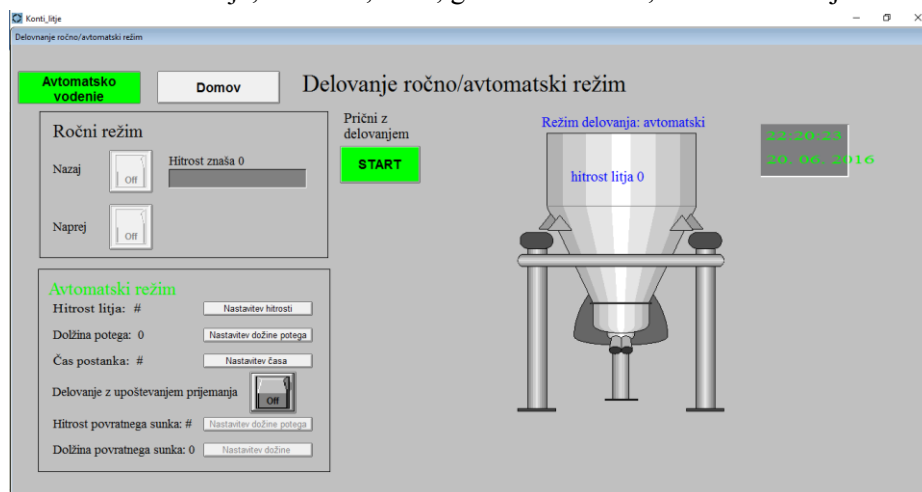 Konti_litje
Delovnanje ročno/avtomatski režim
Avtomatsko
vodenie
Domov
Delovanje ročno/avtomatski režim
Ročni režim
Nazaj
Off
Hitrost znaša 0
Naprej
Off
Prični z
delovanjem
START
Režim delovanja: avtomatski
hitrost litja 0
22:20:23
20. 06. 2016
Avtomatski režim
Hitrost litja: #
Nastavitev hitrosti
Dolžina potega: 0
Nastavitev dožine potega
Čas postanka: #
Nastavitev časa
Delovanje z upoštevanjem prijemanja
Off
Hitrost povratnega sunka: #
Nastavitev dožine potega
Dolžina povratnega sunka: 0
Nastavitev dožine